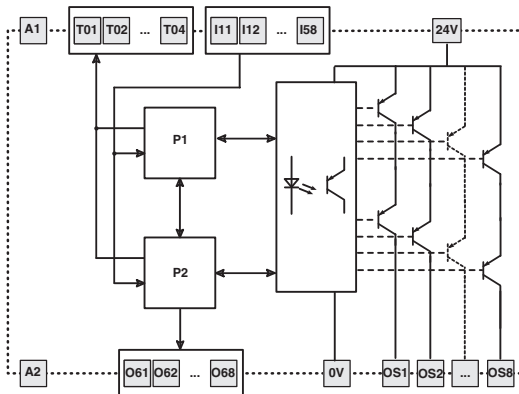 A1 T01 T02 ... T04 I11 I12 ... I58 24V
P1
P2
A2 O61 O62 ... O68 0V OS1 OS2 ... OS8